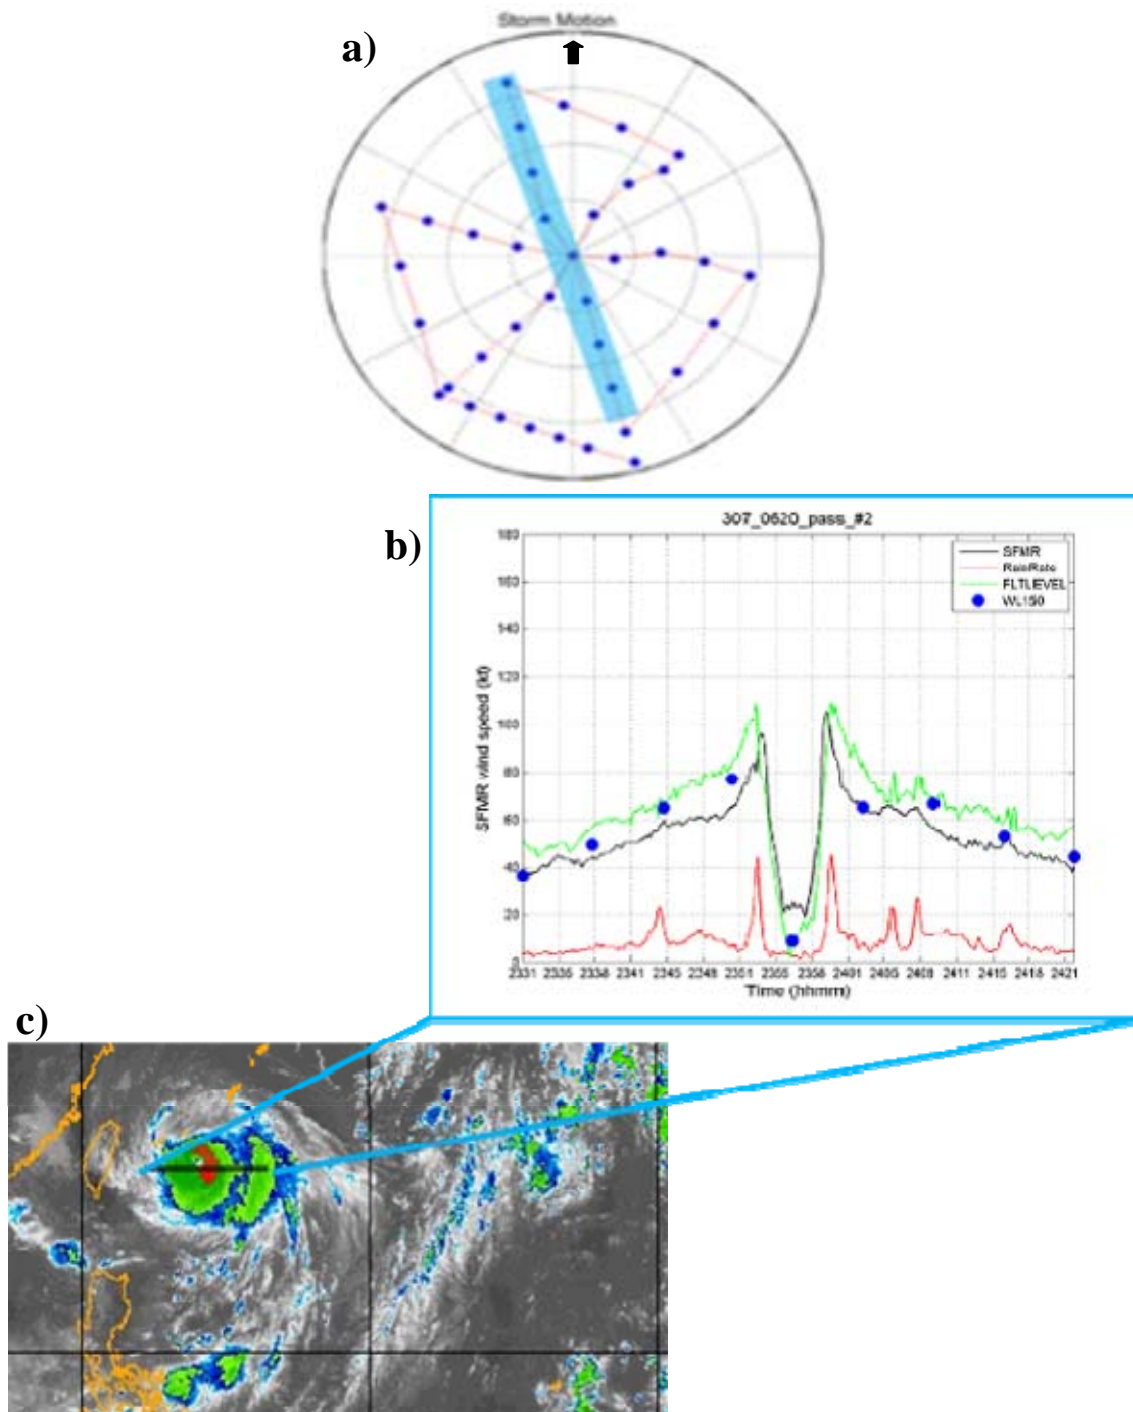 Storm Motion
a)
b)
307_0620_pass_#2
180
160
140
120
100
80
60
40
20
0
SFMR wind speed (kt)
SFMR
RainRate
FLTLEVEL
WL150
2331 2335 2338 2341 2345 2348 2351 2355 2358 2401 2405 2408 2411 2415 2418 2421
Time (hhmm)
c)